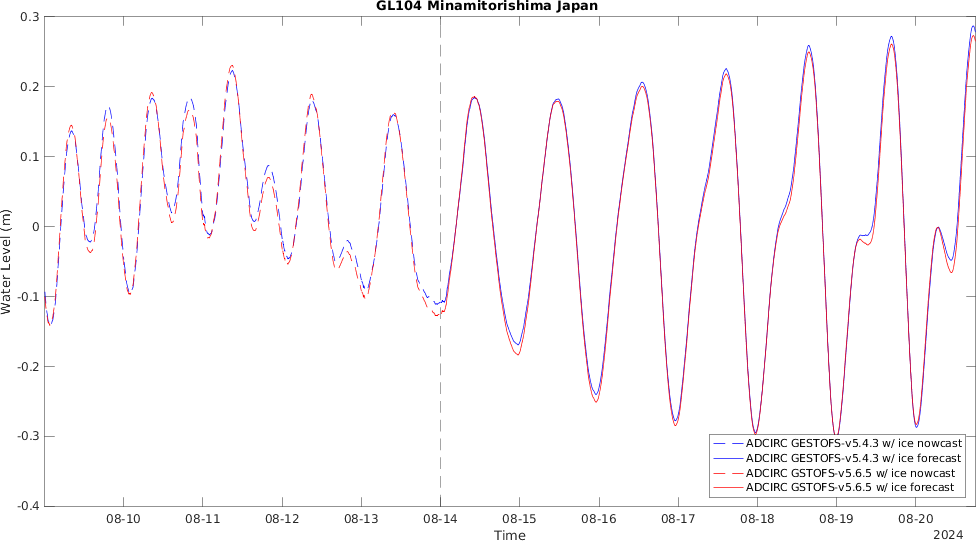 GL104 Minamitorishima Japan
0.3
0.2
0.1
0
-0.1
-0.2
-0.3
-0.4
Water Level (m)
ADCIRC GESTOFS-v5.4.3 w/ ice nowcast
ADCIRC GESTOFS-v5.4.3 w/ ice forecast
ADCIRC GSTOFS-v5.6.5 w/ ice nowcast
ADCIRC GSTOFS-v5.6.5 w/ ice forecast
08-10 08-11 08-12 08-13 08-14 08-15 08-16 08-17 08-18 08-19 08-20
Time
2024